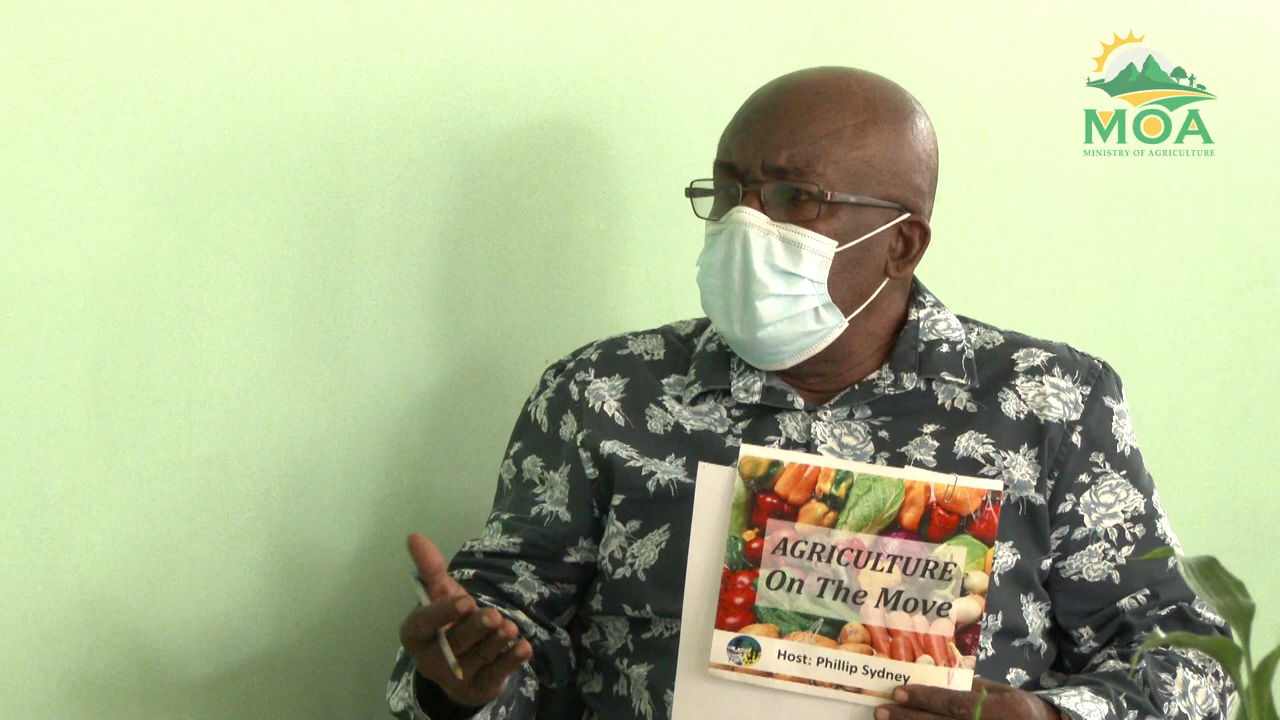 MOA
MINISTRY OF AGRICULTURE
AGRICULTURE
On The Move
Host: Phillip Sydney